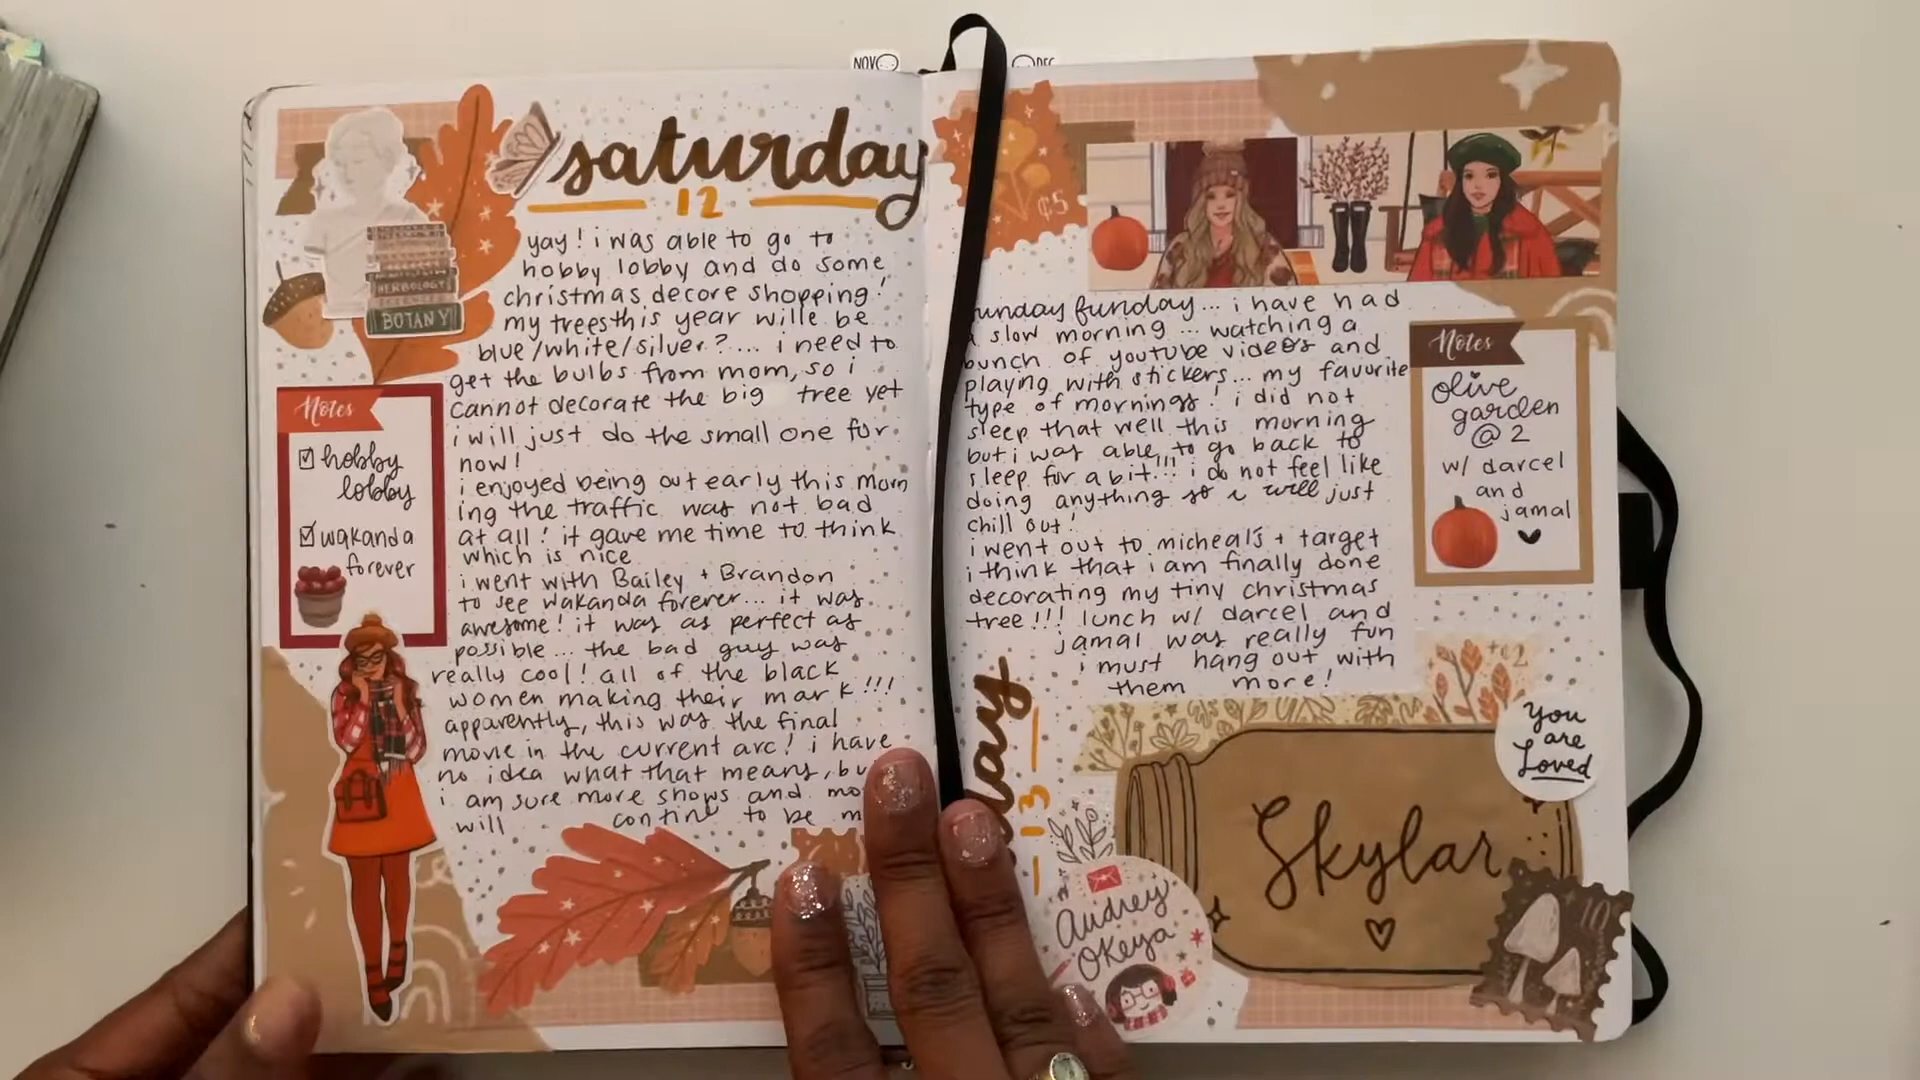 NOV
DEC
saturday
12
HERBOLOGY
BOTANY
yay! i was able to go to
hobby lobby and do some
christmas decore shopping!
my trees this year wille be
blue/white/silver?... i need to
get the bulbs from mom, so i
cannot decorate the big tree yet
i will just do the small one for
now!
i enjoyed being out early this morn
ing the traffic was not bad
at all! it gave me time to think
which is nice
i went with Bailey + Brandon
to see wakanda forever... it was
awesome! it was as perfect as
possible... the bad guy was
really cool! all of the black
women making their mark!!!
apparently, this was the final
movie in the current arc! i have
no idea what that means, bu
i am sure more shows and mo
will contine to be m
Notes
hobby
lobby
wakanda
forever
¢5
unday funday... i have had
a slow morning... watching a
bunch of youtube videos and
playing with stickers... my favorite
type of mornings! i did not
sleep that well this morning
but i was able to go back to
sleep for a bit!!! i do not feel like
doing anything so i will just
chill out!
i went out to micheal's + target
i think that i am finally done
decorating my tiny christmas
tree!!! lunch w/ darcel and
jamal was really fun
i must hang out with
them more!
Notes
olive
garden
@ 2
w/ darcel
and
jamal
day
13
¢2
You
are
Loved
Skylar
Audrey
Okeya
10